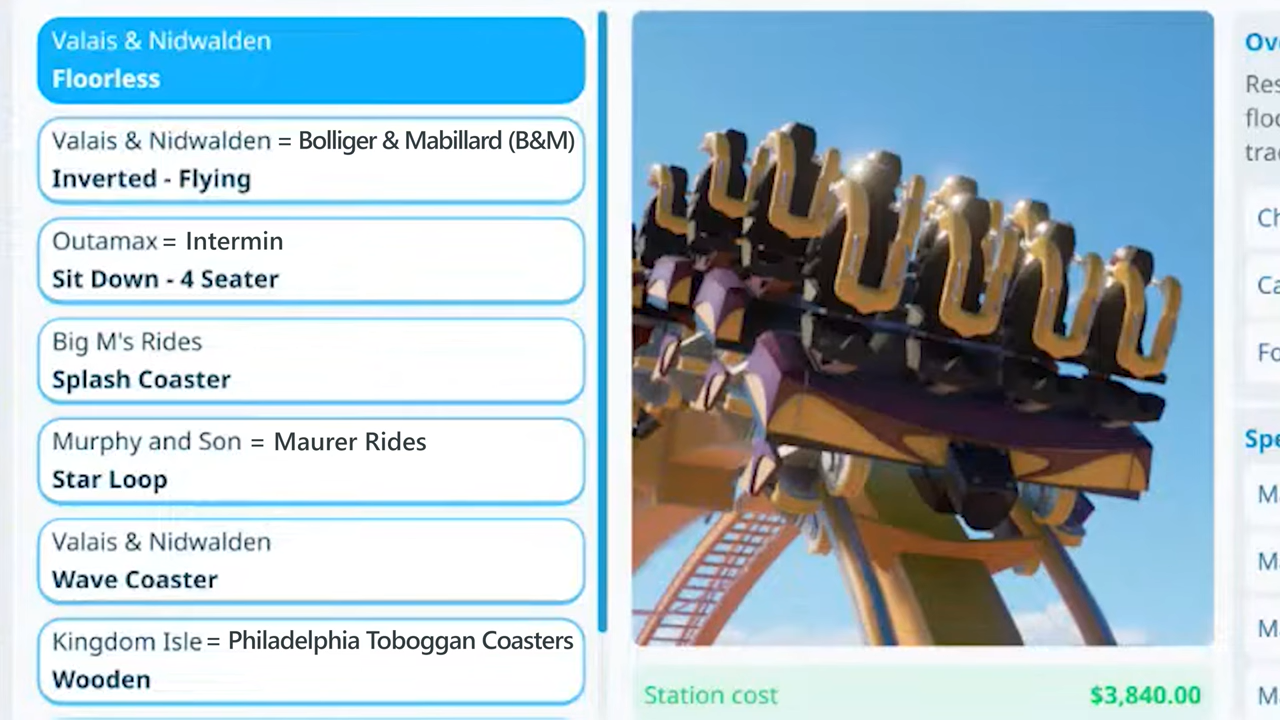 Valais & Nidwalden
Floorless
Valais & Nidwalden = Bolliger & Mabillard (B&M)
Inverted - Flying
Outamax = Intermin
Sit Down - 4 Seater
Big M's Rides
Splash Coaster
Murphy and Son = Maurer Rides
Star Loop
Valais & Nidwalden
Wave Coaster
Kingdom Isle = Philadelphia Toboggan Coasters
Wooden
Station cost
$3,840.00